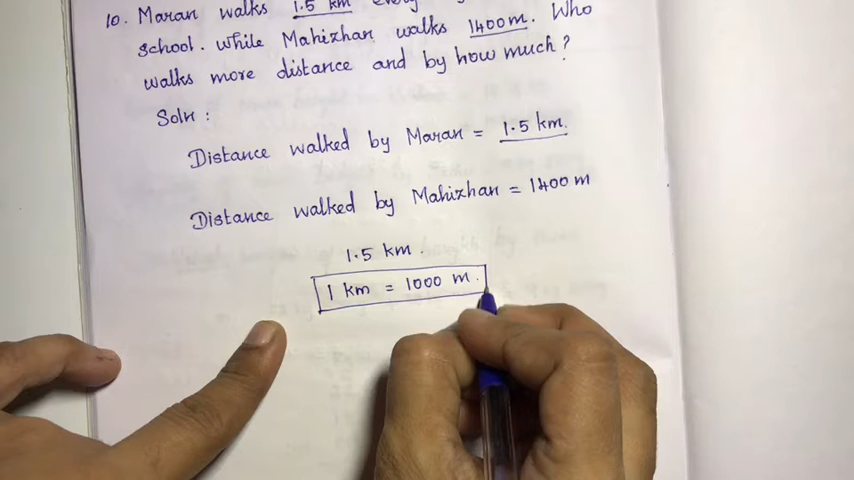 10. Maran walks 1.5 km
school. while Mahizhan walks 1400m. Who
walks more distance and by how much?
Soln :
Distance walked by Maran = 1.5 km.
Distance walked by Mahizhan = 1400 m
1.5 km.
1 km = 1000 m.